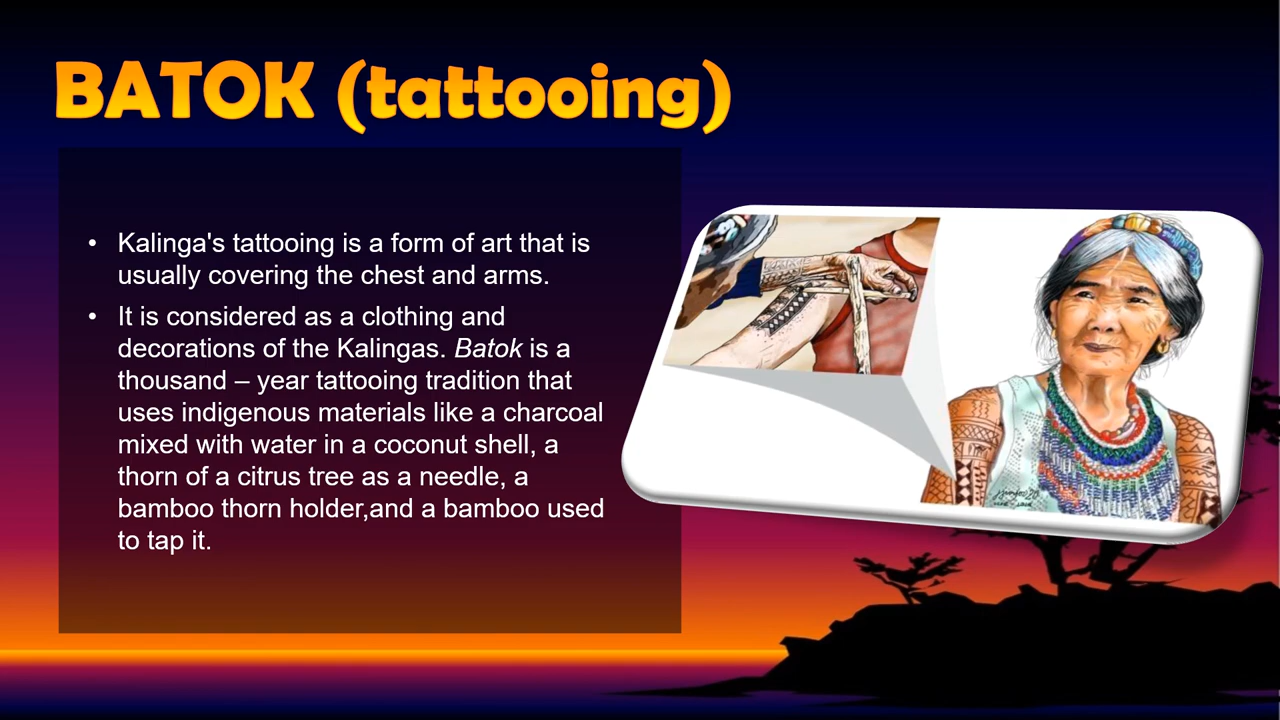 BATOK (tattooing)
• Kalinga's tattooing is a form of art that is
usually covering the chest and arms.
• It is considered as a clothing and
decorations of the Kalingas. Batok is a
thousand – year tattooing tradition that
uses indigenous materials like a charcoal
mixed with water in a coconut shell, a
thorn of a citrus tree as a needle, a
bamboo thorn holder,and a bamboo used
to tap it.